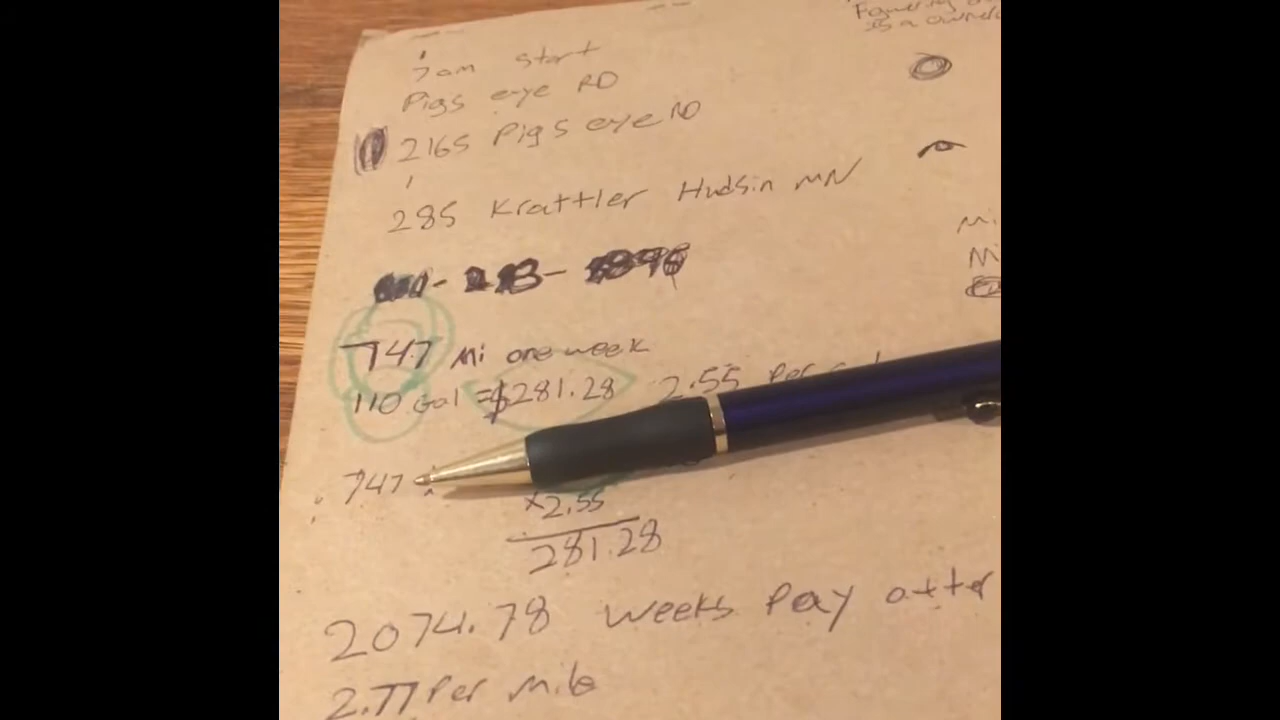 7am start
Pigs eye RD
2165 Pigs eye RD
285 Krattler Hudsin MN
747 Mi one week
110 Gal = $281.28 2.55 Per
747
x2.55
281.28
2074.78 weeks Pay after
2.77 Per mile